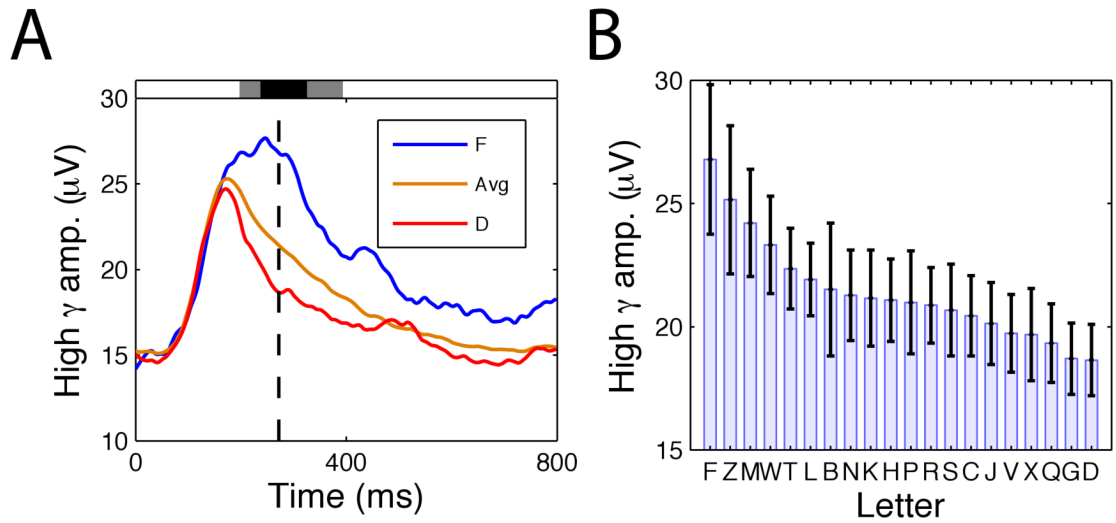 A
High γ amp. (μV)
30
25
20
15
10
0
400
800
Time (ms)
F
Avg
D
B
High γ amp. (μV)
30
25
20
15
F Z M W T L B N K H P R S C J V X Q G D
Letter